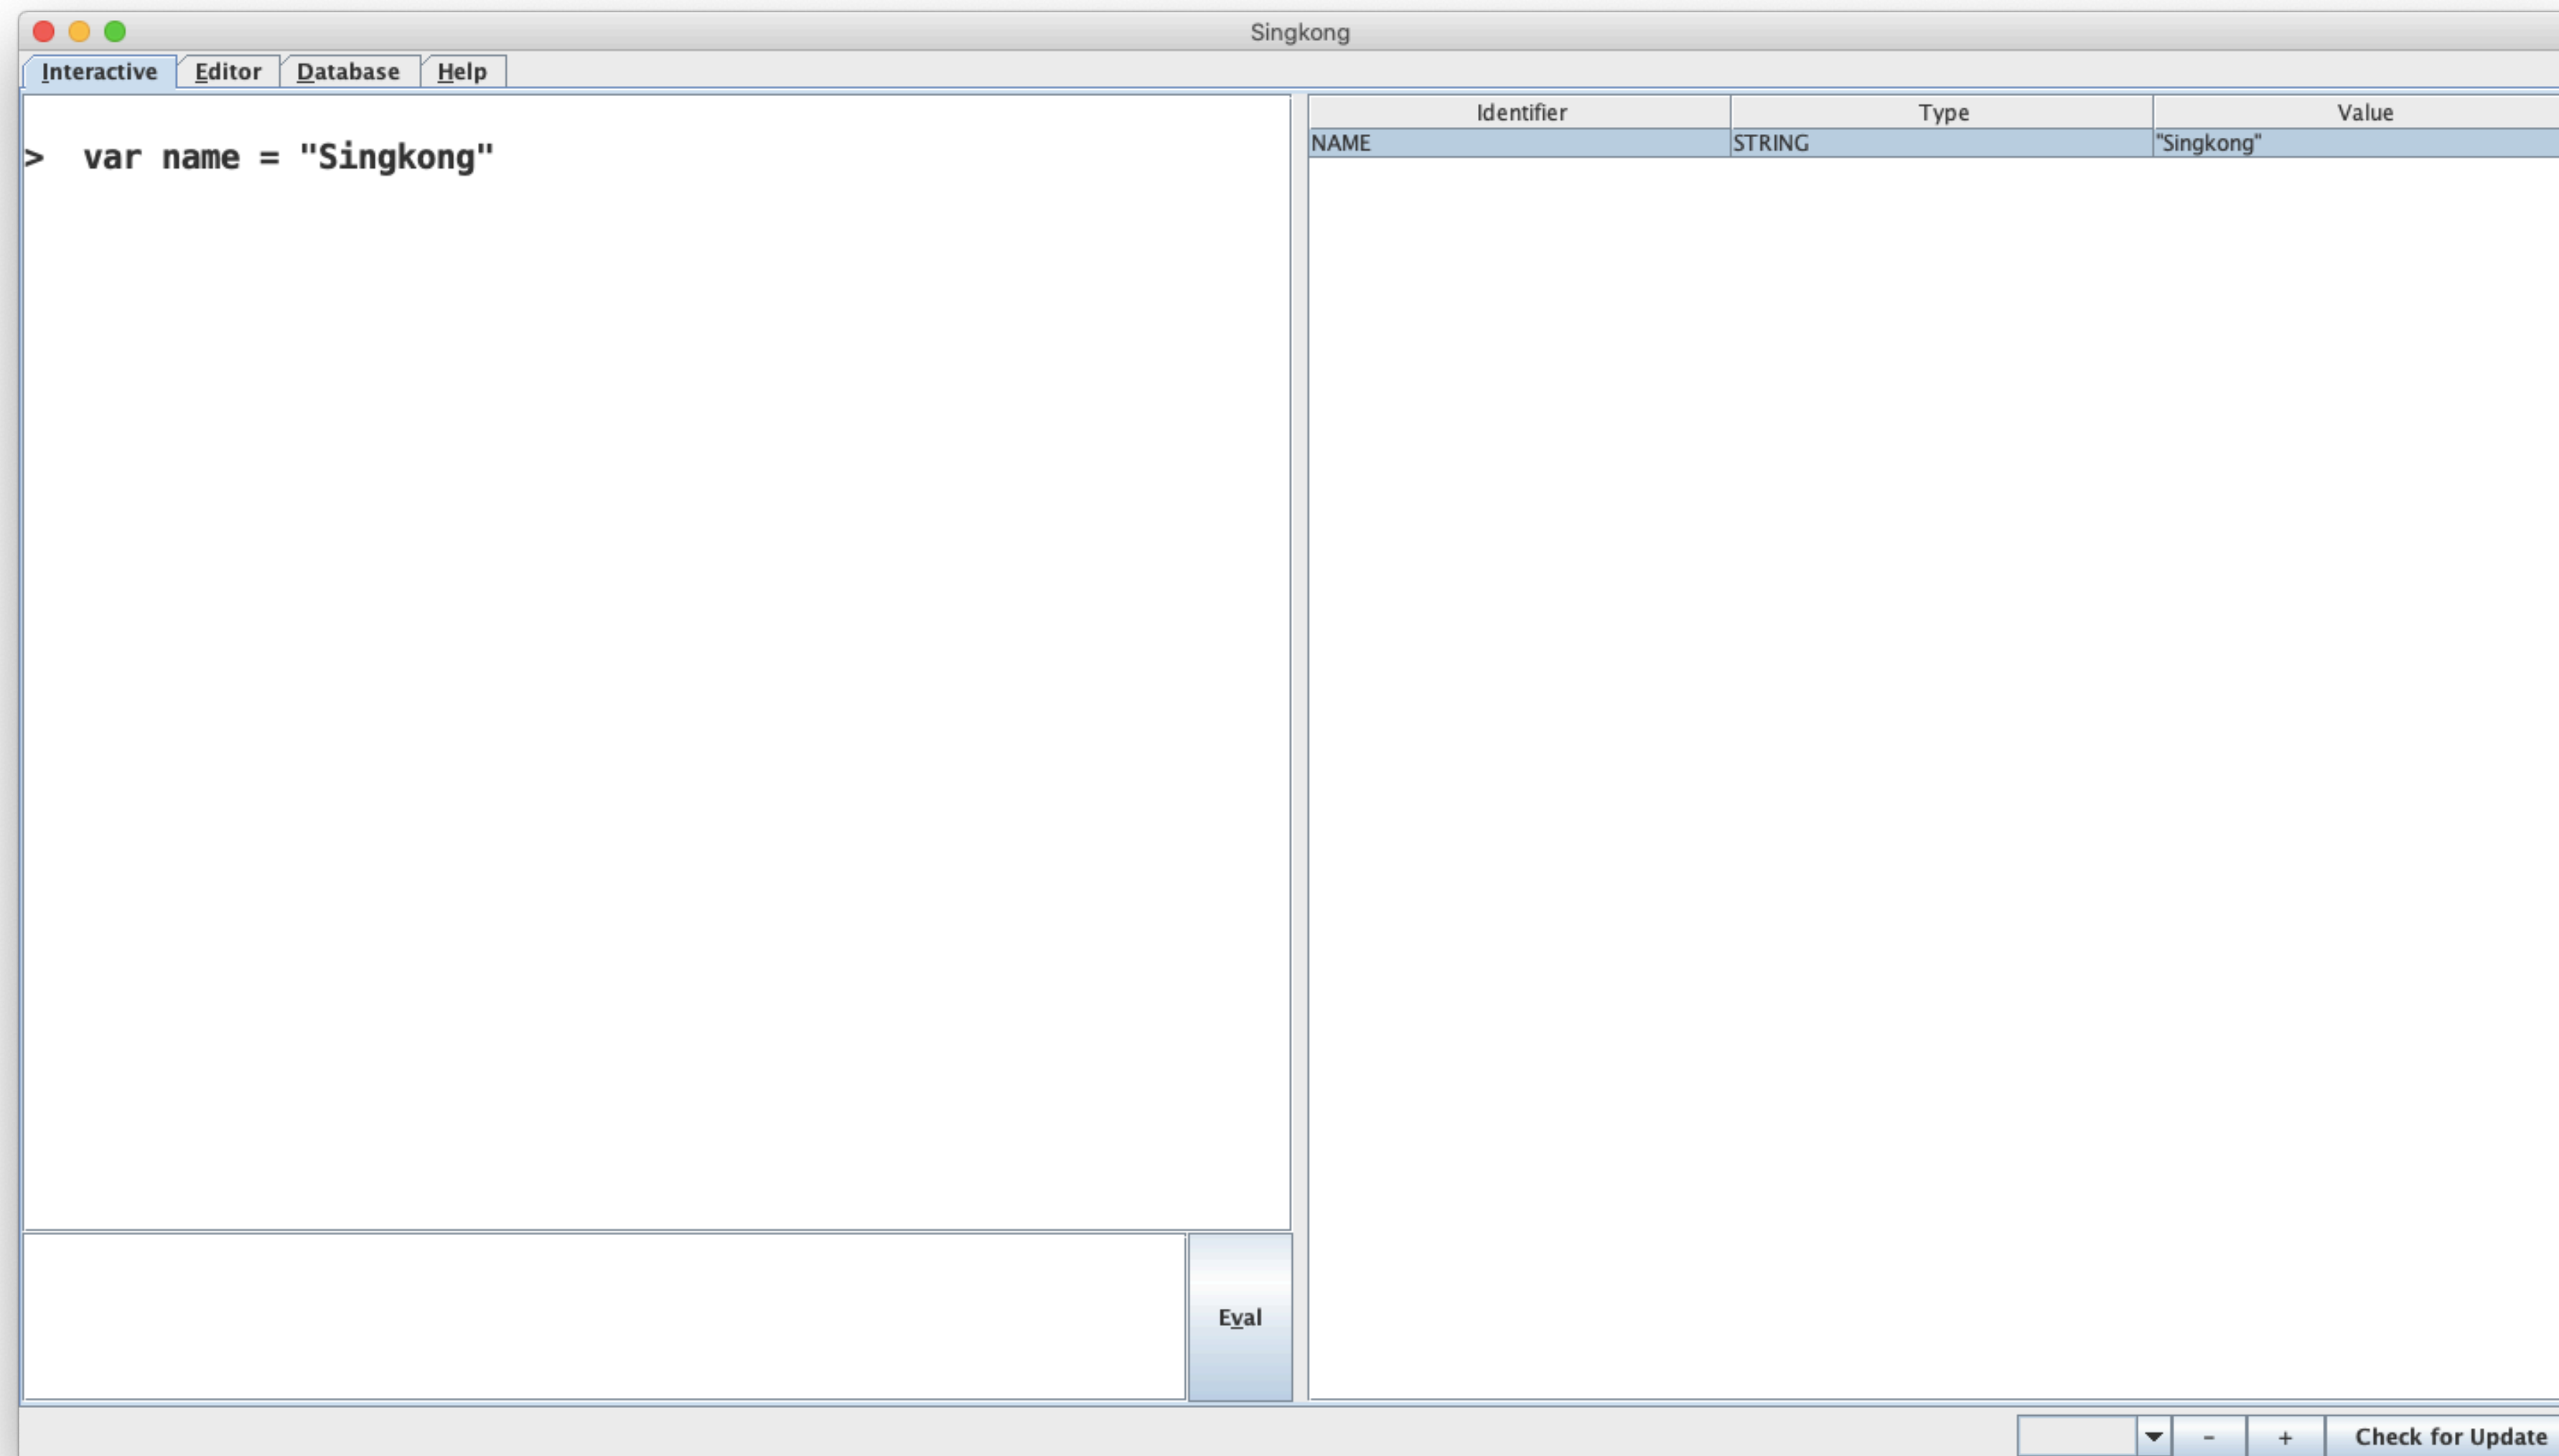 Singkong
Interactive Editor Database Help
Identifier Type Value
NAME STRING "Singkong"
> var name = "Singkong"
Eval
- + Check for Update